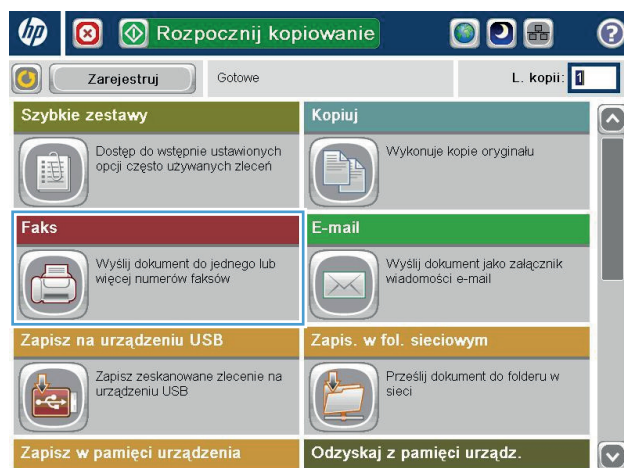 hp
Rozpocznij kopiowanie
?
Zarejestruj
Gotowe
L. kopii: 1
Szybkie zestawy
Dostęp do wstępnie ustawionych
opcji często używanych zleceń
Kopiuj
Wykonuje kopie oryginału
Faks
Wyślij dokument do jednego lub
więcej numerów faksów
E-mail
Wyślij dokument jako załącznik
wiadomości e-mail
Zapisz na urządzeniu USB
Zapisz zeskanowane zlecenie na
urządzeniu USB
Zapis. w fol. sieciowym
Prześlij dokument do folderu w
sieci
Zapisz w pamięci urządzenia
Odzyskaj z pamięci urządz.